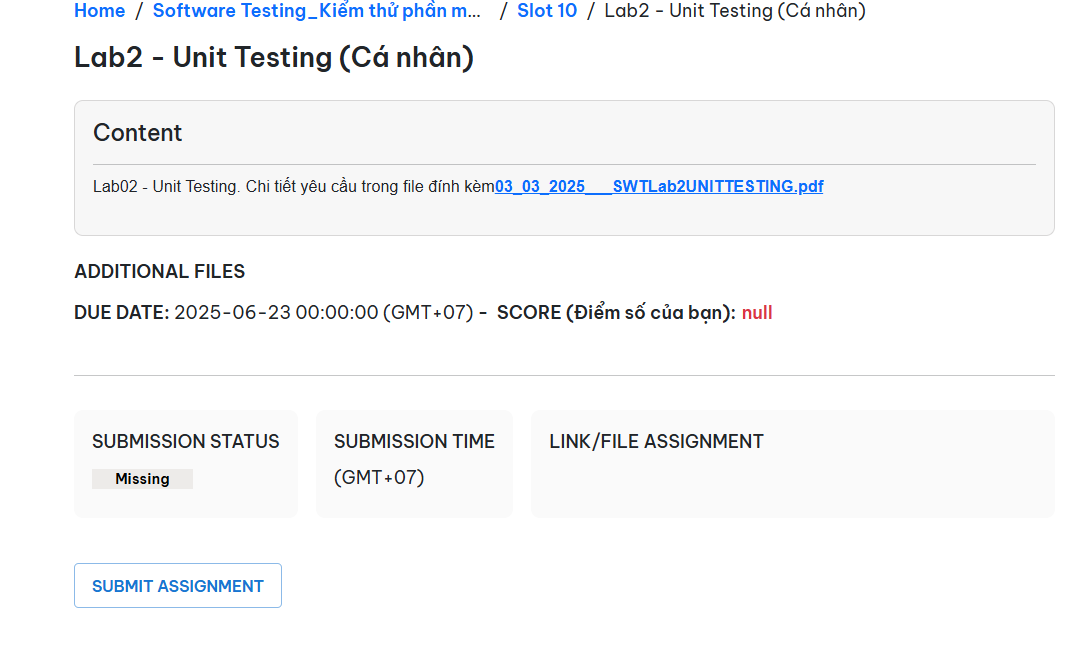 Home / Software Testing_Kiểm thử phần m... / Slot 10 / Lab2 - Unit Testing (Cá nhân)
Lab2 - Unit Testing (Cá nhân)
Content
Lab02 - Unit Testing. Chi tiết yêu cầu trong file đính kèm03_03_2025___SWTLab2UNITTESTING.pdf
ADDITIONAL FILES
DUE DATE: 2025-06-23 00:00:00 (GMT+07) - SCORE (Điểm số của bạn): null
SUBMISSION STATUS
Missing
SUBMISSION TIME
(GMT+07)
LINK/FILE ASSIGNMENT
SUBMIT ASSIGNMENT